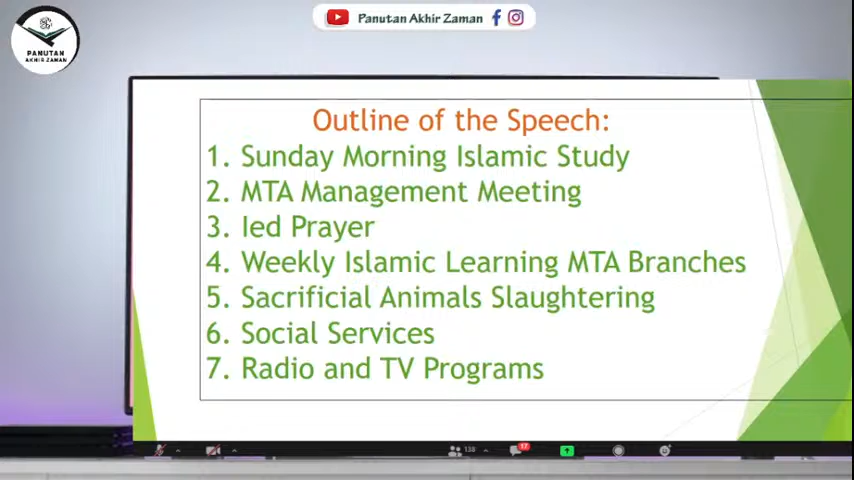 Panutan Akhir Zaman
PANUTAN
AKHIR ZAMAN
Outline of the Speech:
1. Sunday Morning Islamic Study
2. MTA Management Meeting
3. Ied Prayer
4. Weekly Islamic Learning MTA Branches
5. Sacrificial Animals Slaughtering
6. Social Services
7. Radio and TV Programs
138
17